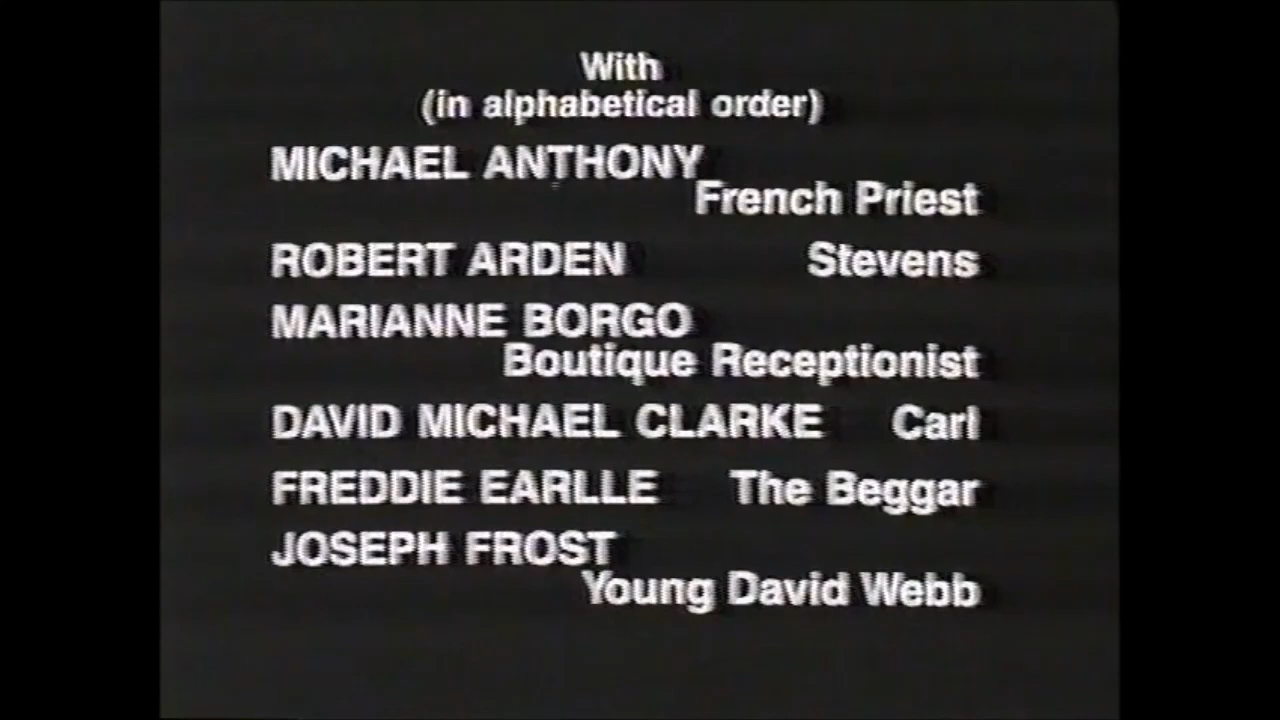 With
(in alphabetical order)
MICHAEL ANTHONY
French Priest
ROBERT ARDEN Stevens
MARIANNE BORGO
Boutique Receptionist
DAVID MICHAEL CLARKE Carl
FREDDIE EARLLE The Beggar
JOSEPH FROST
Young David Webb